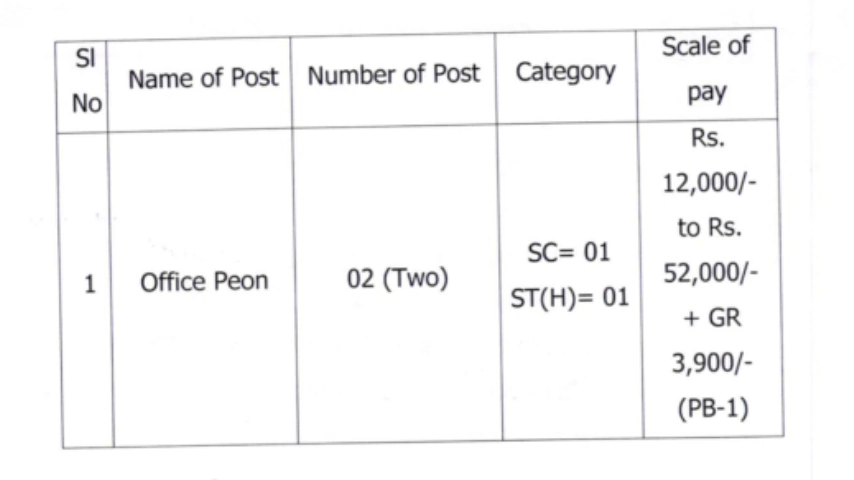 Sl No
Name of Post
Number of Post
Category
Scale of pay
1
Office Peon
02 (Two)
SC= 01
ST(H)= 01
Rs.
12,000/-
to Rs.
52,000/-
+ GR
3,900/-
(PB-1)